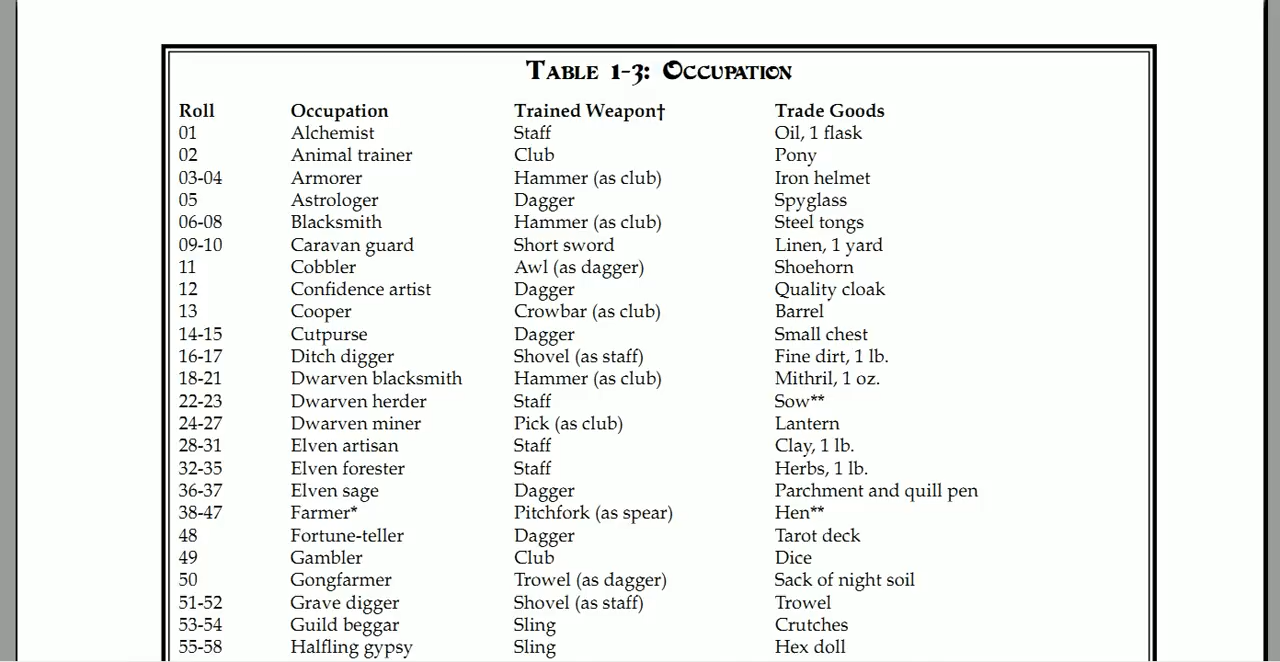 Table 1-3: Occupation
Roll Occupation Trained Weapon† Trade Goods
01 Alchemist Staff Oil, 1 flask
02 Animal trainer Club Pony
03-04 Armorer Hammer (as club) Iron helmet
05 Astrologer Dagger Spyglass
06-08 Blacksmith Hammer (as club) Steel tongs
09-10 Caravan guard Short sword Linen, 1 yard
11 Cobbler Awl (as dagger) Shoehorn
12 Confidence artist Dagger Quality cloak
13 Cooper Crowbar (as club) Barrel
14-15 Cutpurse Dagger Small chest
16-17 Ditch digger Shovel (as staff) Fine dirt, 1 lb.
18-21 Dwarven blacksmith Hammer (as club) Mithril, 1 oz.
22-23 Dwarven herder Staff Sow**
24-27 Dwarven miner Pick (as club) Lantern
28-31 Elven artisan Staff Clay, 1 lb.
32-35 Elven forester Staff Herbs, 1 lb.
36-37 Elven sage Dagger Parchment and quill pen
38-47 Farmer* Pitchfork (as spear) Hen**
48 Fortune-teller Dagger Tarot deck
49 Gambler Club Dice
50 Gongfarmer Trowel (as dagger) Sack of night soil
51-52 Grave digger Shovel (as staff) Trowel
53-54 Guild beggar Sling Crutches
55-58 Halfling gypsy Sling Hex doll